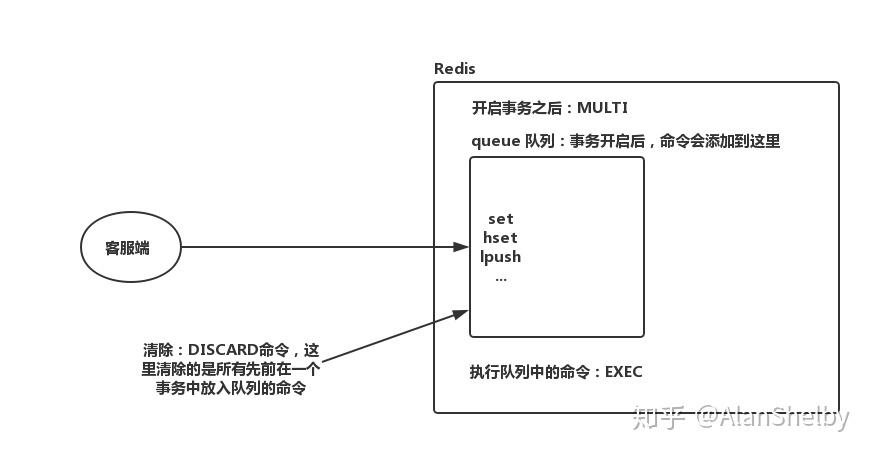 Redis
开启事务之后：MULTI
queue 队列：事务开启后，命令会添加到这里
set
hset
lpush
...
客服端
清除：DISCARD命令，这
里清除的是所有先前在一个
事务中放入队列的命令
执行队列中的命令：EXEC
知乎 @AlanShelby